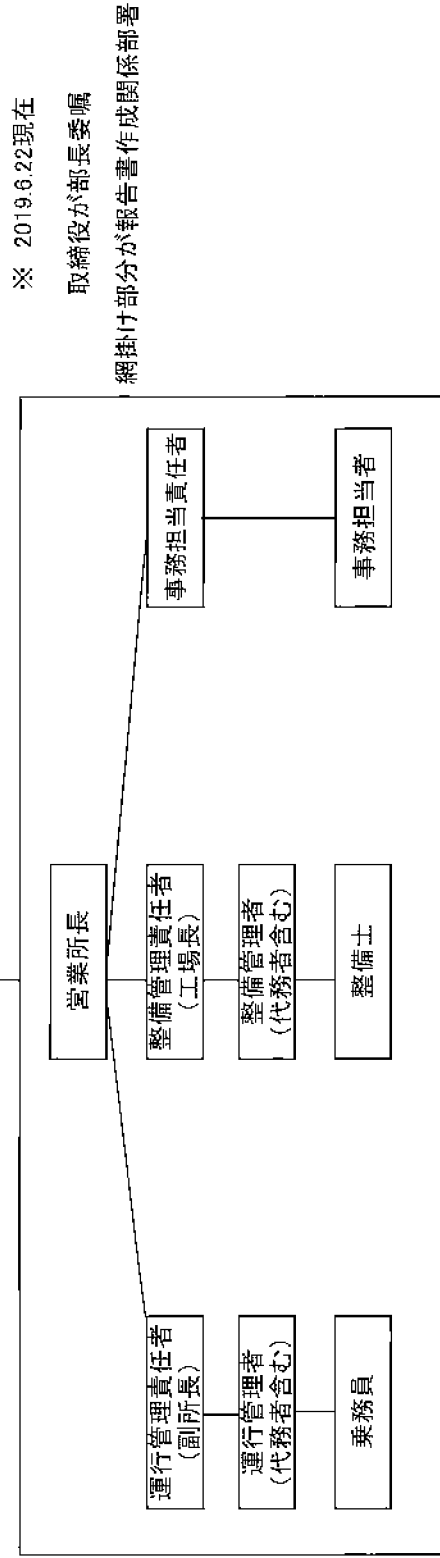 ※ 2019.6.22現在
取締役が部長委嘱
網掛け部分が報告書作成関係部署
営業所長
運行管理責任者
(副所長)
整備管理責任者
(工場長)
事務担当責任者
運行管理者
(代務者含む)
整備管理者
(代務者含む)
乗務員
整備士
事務担当者